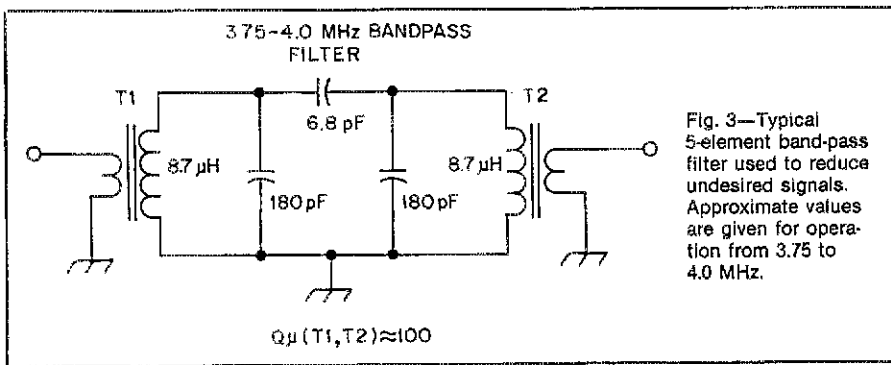 3.75-4.0 MHz BANDPASS
FILTER
T1
T2
6.8 pF
8.7 μH
180 pF
180 pF
8.7 μH
Qμ (T1,T2)≈100
Fig. 3—Typical
5-element band-pass
filter used to reduce
undesired signals.
Approximate values
are given for opera-
tion from 3.75 to
4.0 MHz.